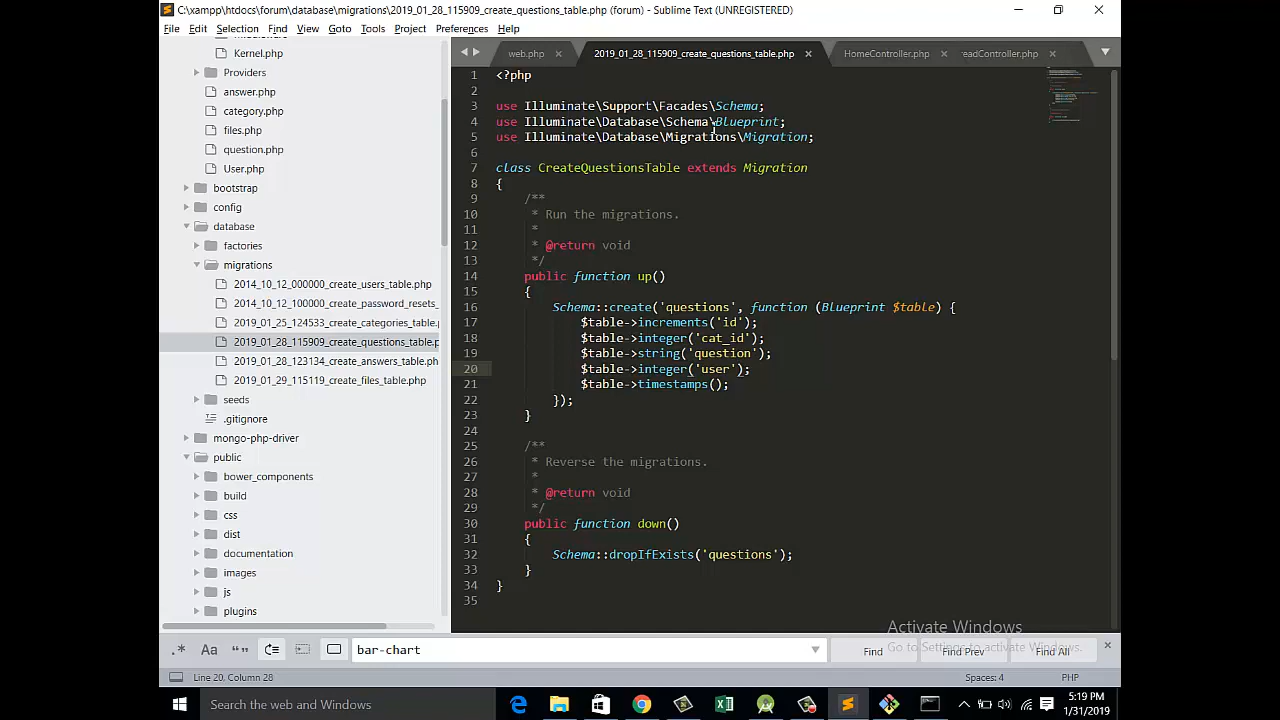 C:\xampp\htdocs\forum\database\migrations\2019_01_28_115909_create_questions_table.php (forum) - Sublime Text (UNREGISTERED)
File Edit Selection Find View Goto Tools Project Preferences Help
Kernel.php
Providers
answer.php
category.php
files.php
question.php
User.php
bootstrap
config
database
factories
migrations
2014_10_12_000000_create_users_table.php
2014_10_12_100000_create_password_resets_
2019_01_25_124533_create_categories_table.
2019_01_28_115909_create_questions_table.p
2019_01_28_123134_create_answers_table.ph
2019_01_29_115119_create_files_table.php
seeds
.gitignore
mongo-php-driver
public
bower_components
build
css
dist
documentation
images
js
plugins
web.php 2019_01_28_115909_create_questions_table.php HomeController.php readController.php
1 <?php
2
3 use Illuminate\Support\Facades\Schema;
4 use Illuminate\Database\Schema\Blueprint;
5 use Illuminate\Database\Migrations\Migration;
6
7 class CreateQuestionsTable extends Migration
8 {
9 /**
10 * Run the migrations.
11 *
12 * @return void
13 */
14 public function up()
15 {
16 Schema::create('questions', function (Blueprint $table) {
17 $table->increments('id');
18 $table->integer('cat_id');
19 $table->string('question');
20 $table->integer('user');
21 $table->timestamps();
22 });
23 }
24
25 /**
26 * Reverse the migrations.
27 *
28 * @return void
29 */
30 public function down()
31 {
32 Schema::dropIfExists('questions');
33 }
34 }
35
Activate Windows
Go to Settings to activate Windows.
.* Aa “” bar-chart Find Find Prev Find All
Line 20, Column 28 Spaces: 4 PHP
Search the web and Windows
5:19 PM
1/31/2019